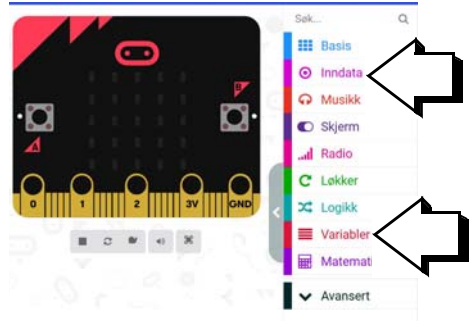 Søk...
Basis
Inndata
Musikk
Skjerm
Radio
Løkker
Logikk
Variabler
Matemati
Avansert
A
B
0 1 2 3V GND